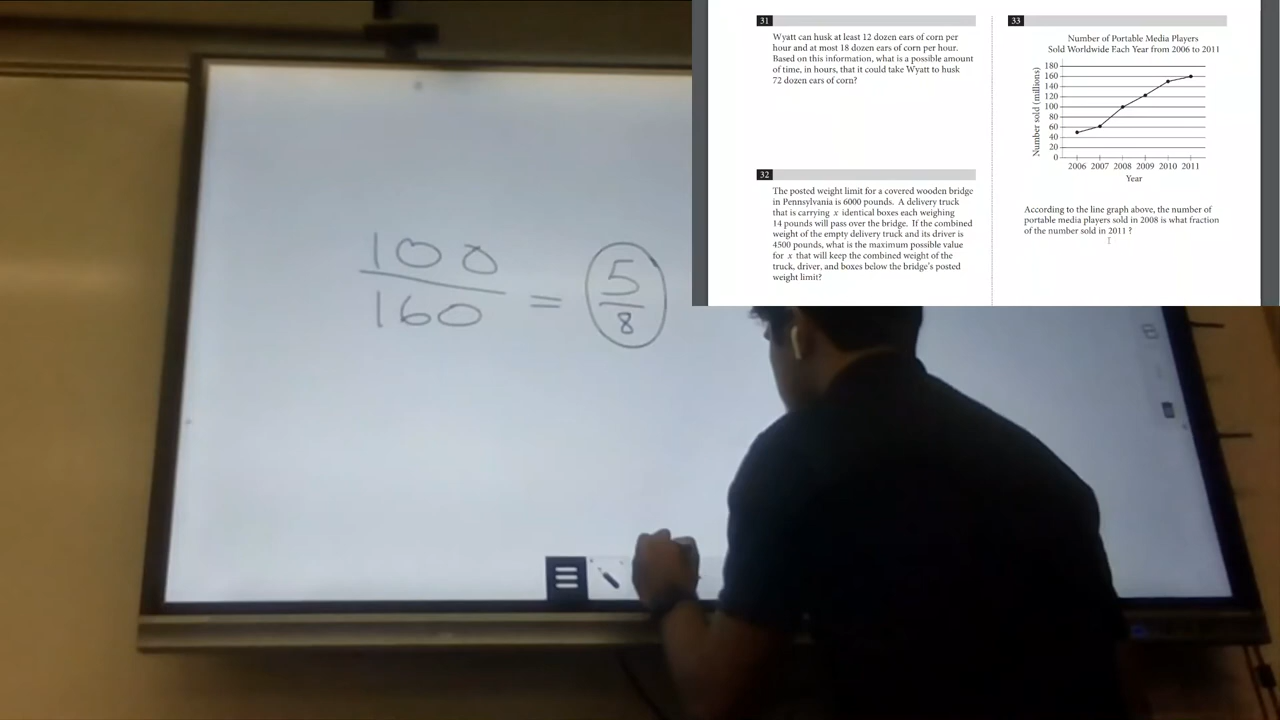 100
160
=
5
8
31
Wyatt can husk at least 12 dozen ears of corn per
hour and at most 18 dozen ears of corn per hour.
Based on this information, what is a possible amount
of time, in hours, that it could take Wyatt to husk
72 dozen ears of corn?
32
The posted weight limit for a covered wooden bridge
in Pennsylvania is 6000 pounds. A delivery truck
that is carrying x identical boxes each weighing
14 pounds will pass over the bridge. If the combined
weight of the empty delivery truck and its driver is
4500 pounds, what is the maximum possible value
for x that will keep the combined weight of the
truck, driver, and boxes below the bridge's posted
weight limit?
33
Number of Portable Media Players
Sold Worldwide Each Year from 2006 to 2011
Number sold (millions)
180
160
140
120
100
80
60
40
20
0
2006 2007 2008 2009 2010 2011
Year
According to the line graph above, the number of
portable media players sold in 2008 is what fraction
of the number sold in 2011 ?